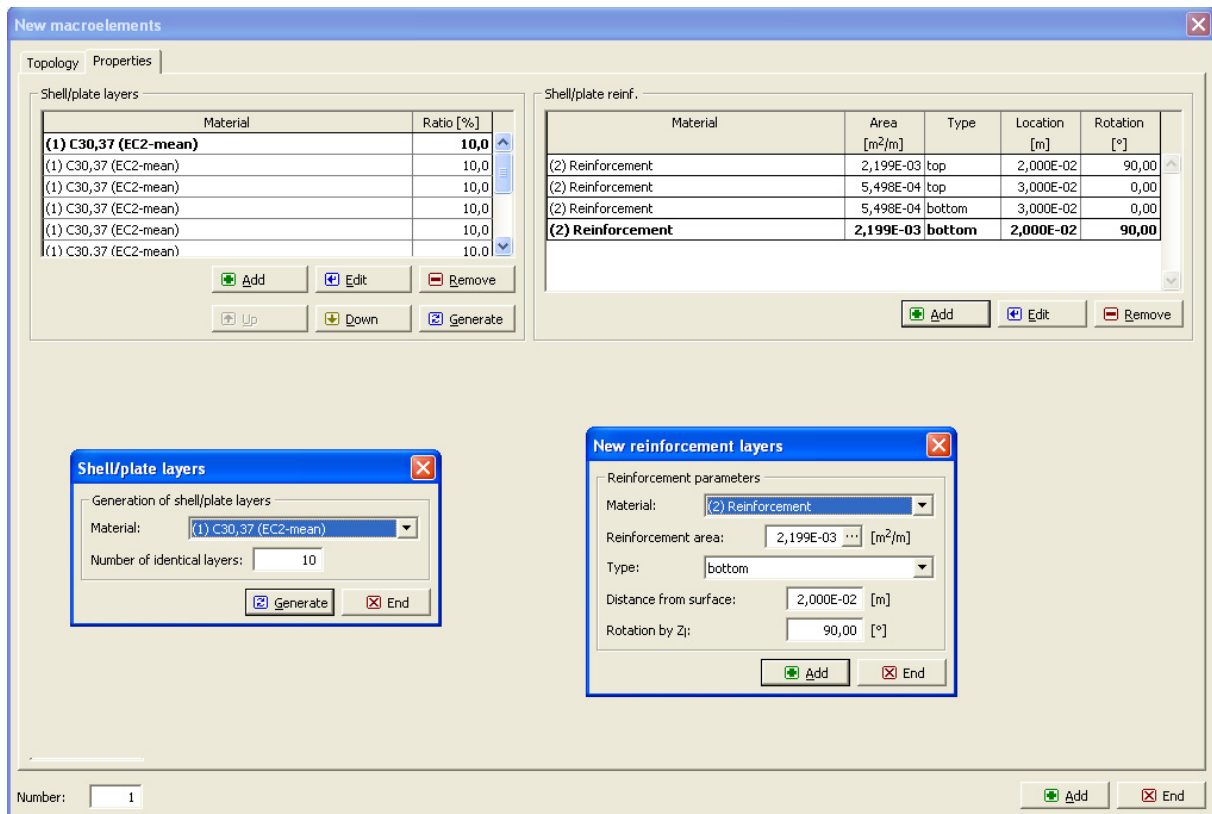 New macroelements
Topology Properties
Shell/plate layers
Material Ratio [%]
(1) C30,37 (EC2-mean) 10,0
(1) C30,37 (EC2-mean) 10,0
(1) C30,37 (EC2-mean) 10,0
(1) C30,37 (EC2-mean) 10,0
(1) C30,37 (EC2-mean) 10,0
(1) C30,37 (EC2-mean) 10,0
Add Edit Remove
Up Down Generate
Shell/plate reinf.
Material Area Type Location Rotation
[m²/m] [m] [°]
(2) Reinforcement 2,199E-03 top 2,000E-02 90,00
(2) Reinforcement 5,498E-04 top 3,000E-02 0,00
(2) Reinforcement 5,498E-04 bottom 3,000E-02 0,00
(2) Reinforcement 2,199E-03 bottom 2,000E-02 90,00
Add Edit Remove
Shell/plate layers
Generation of shell/plate layers
Material: (1) C30,37 (EC2-mean)
Number of identical layers: 10
Generate End
New reinforcement layers
Reinforcement parameters
Material: (2) Reinforcement
Reinforcement area: 2,199E-03 ... [m²/m]
Type: bottom
Distance from surface: 2,000E-02 [m]
Rotation by Zl: 90,00 [°]
Add End
Number: 1
Add End